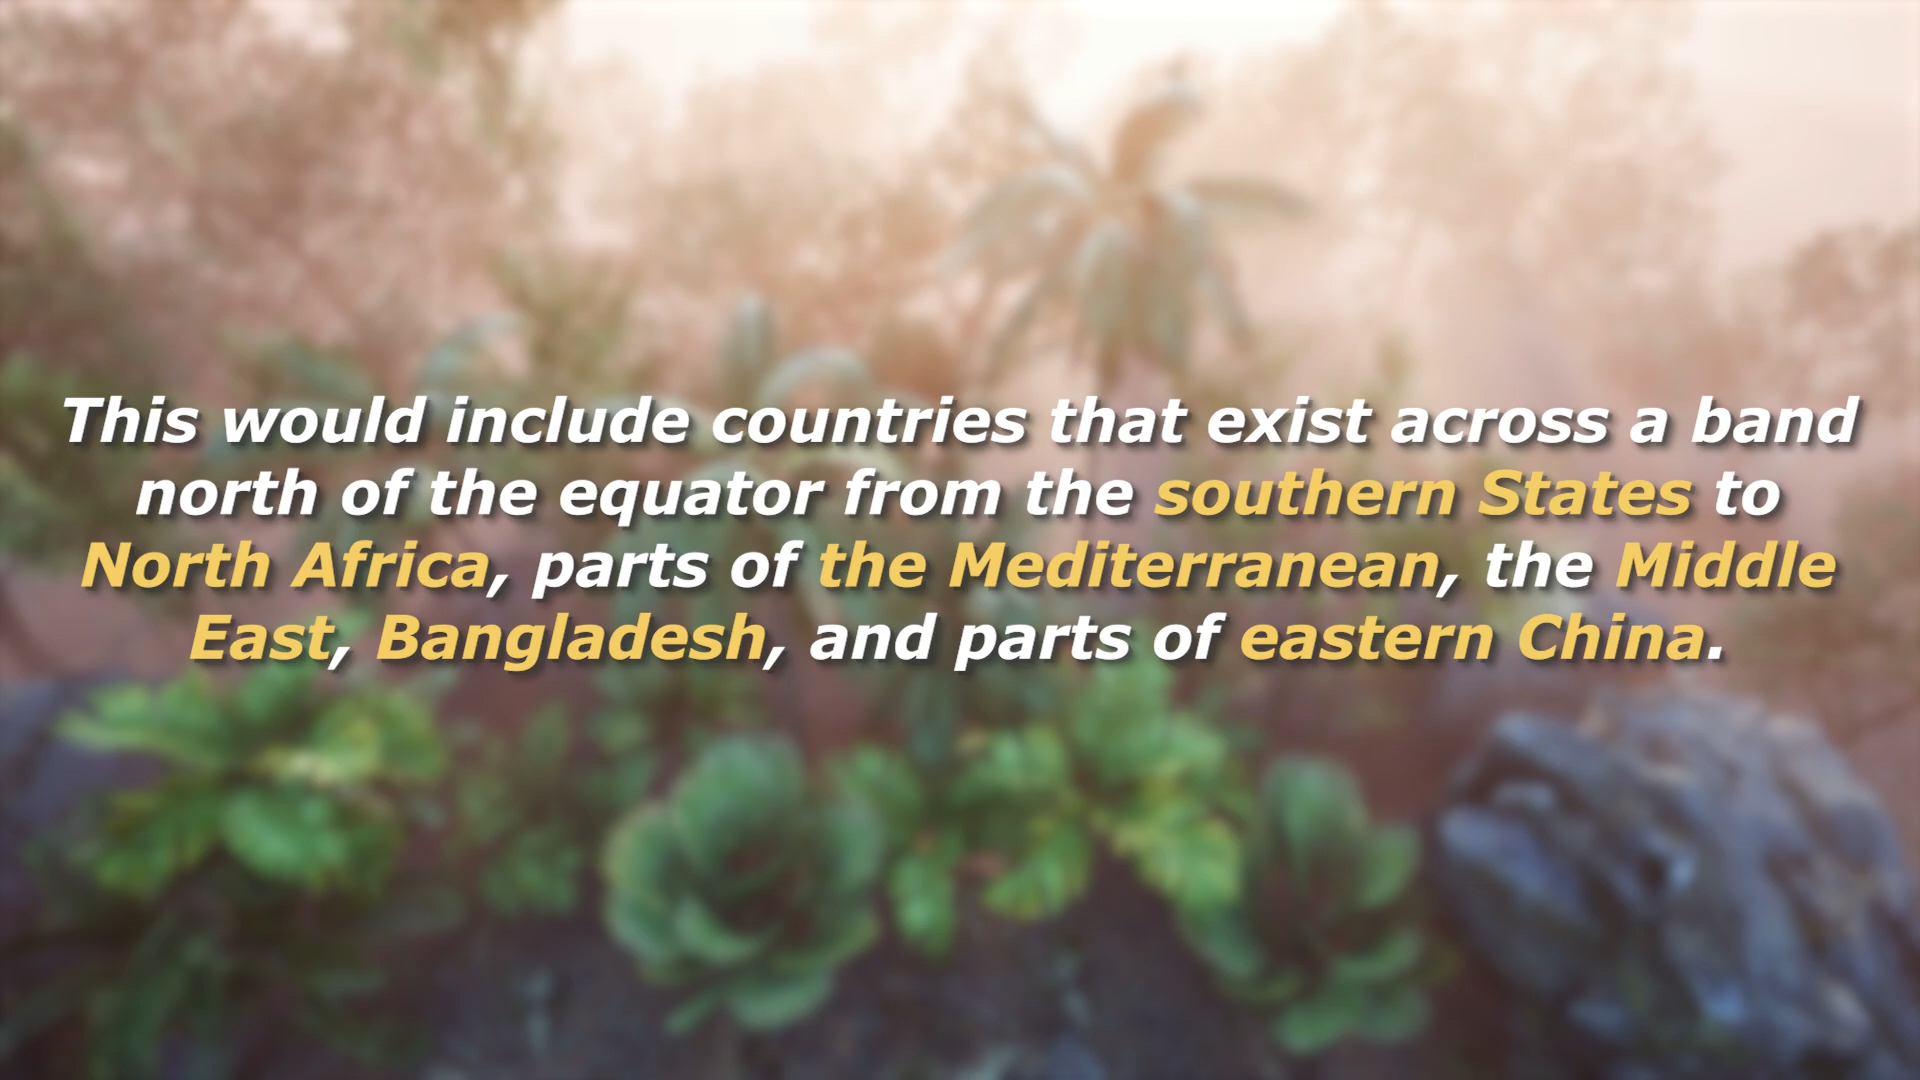 This would include countries that exist across a band
north of the equator from the southern States to
North Africa, parts of the Mediterranean, the Middle
East, Bangladesh, and parts of eastern China.